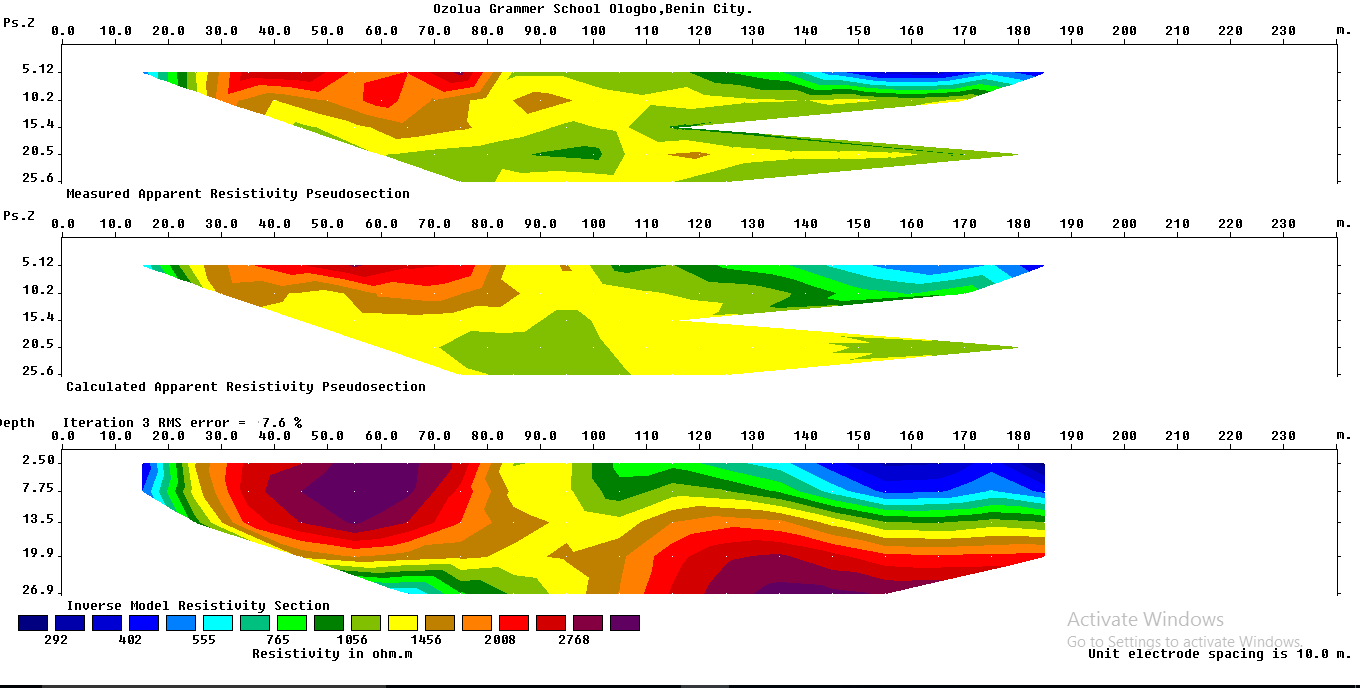 Ozolua Grammer School Ologbo,Benin City.
Ps.Z 0.0 10.0 20.0 30.0 40.0 50.0 60.0 70.0 80.0 90.0 100 110 120 130 140 150 160 170 180 190 200 210 220 230 m.
5.12
10.2
15.4
20.5
25.6
Measured Apparent Resistivity Pseudosection
Ps.Z 0.0 10.0 20.0 30.0 40.0 50.0 60.0 70.0 80.0 90.0 100 110 120 130 140 150 160 170 180 190 200 210 220 230 m.
5.12
10.2
15.4
20.5
25.6
Calculated Apparent Resistivity Pseudosection
Depth Iteration 3 RMS error = 7.6 %
0.0 10.0 20.0 30.0 40.0 50.0 60.0 70.0 80.0 90.0 100 110 120 130 140 150 160 170 180 190 200 210 220 230 m.
2.50
7.75
13.5
19.9
26.9
Inverse Model Resistivity Section
292 402 555 765 1056 1456 2008 2768
Resistivity in ohm.m
Activate Windows
Go to Settings to activate Windows.
Unit electrode spacing is 10.0 m.